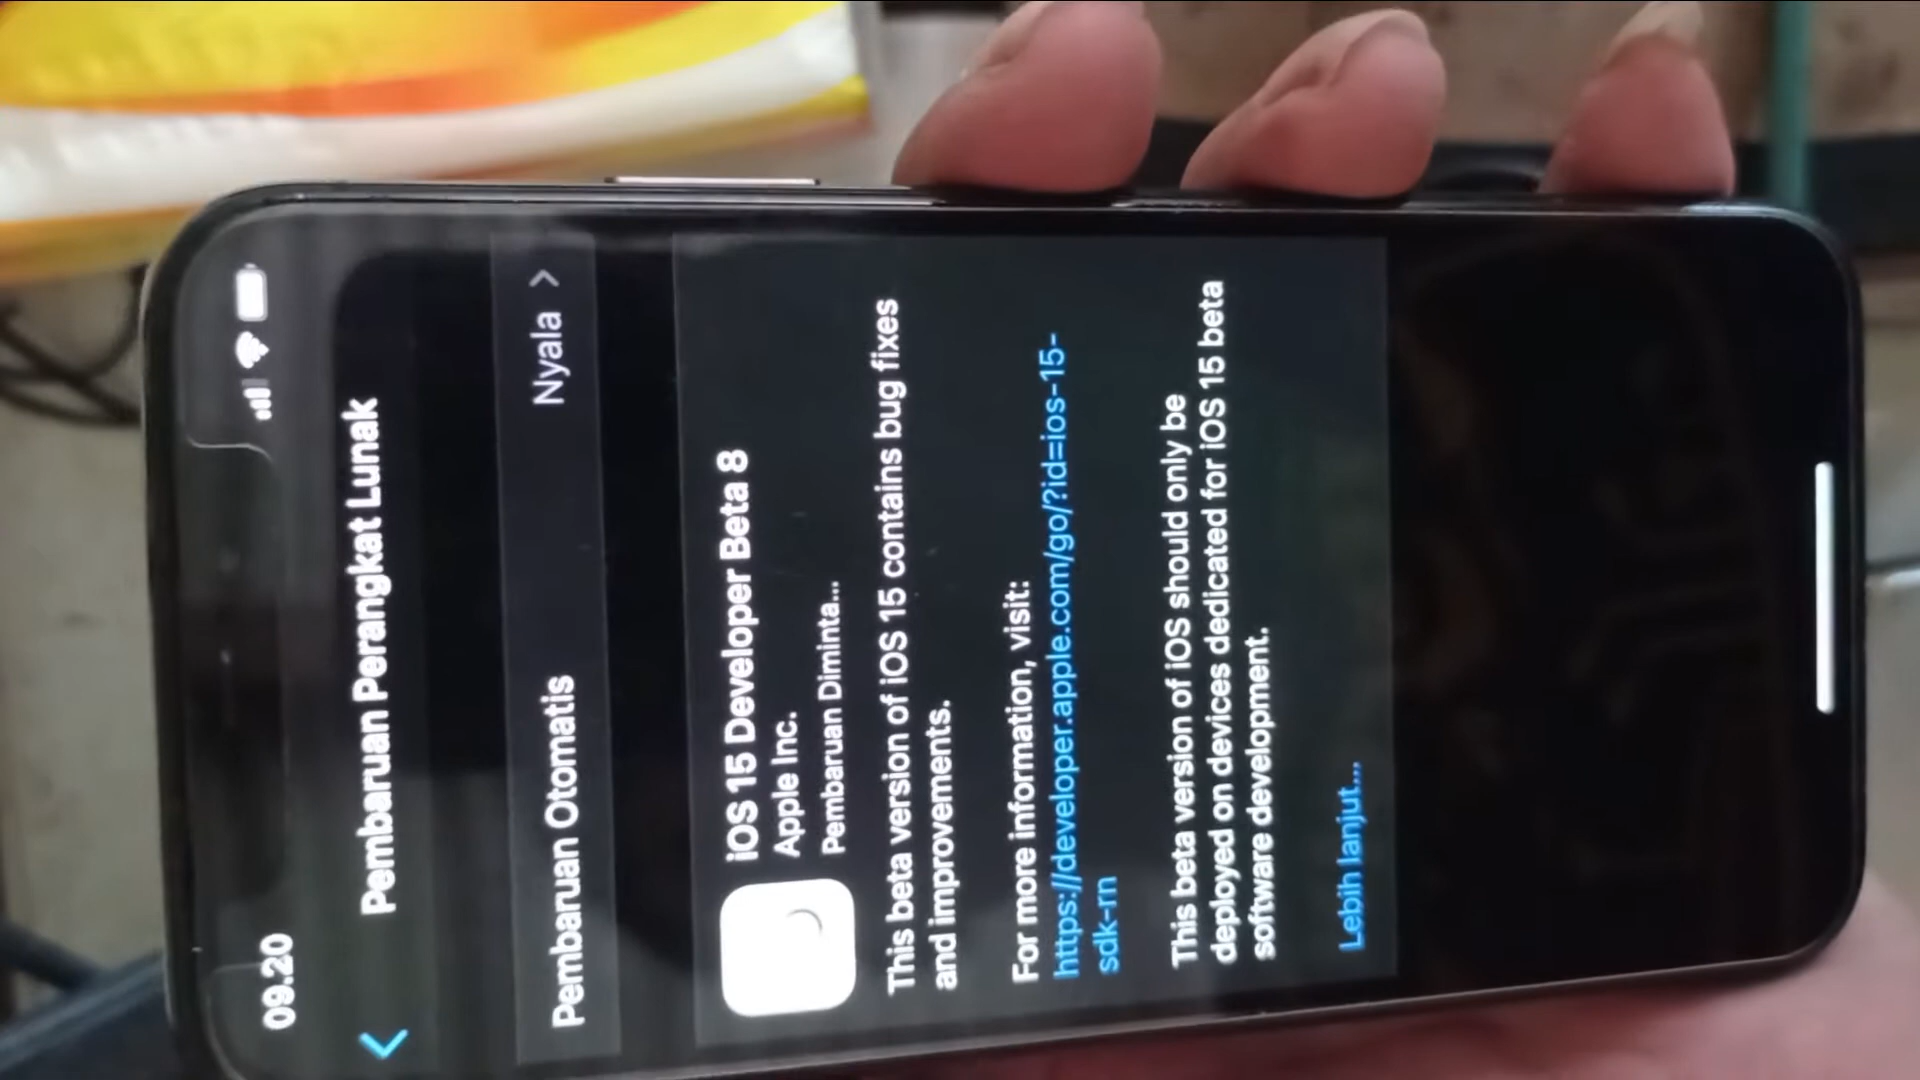 09.20
Pembaruan Perangkat Lunak
Pembaruan Otomatis Nyala
iOS 15 Developer Beta 8
Apple Inc.
Pembaruan Diminta...
This beta version of iOS 15 contains bug fixes
and improvements.
For more information, visit:
https://developer.apple.com/go/?id=ios-15-
sdk-rn
This beta version of iOS should only be
deployed on devices dedicated for iOS 15 beta
software development.
Lebih lanjut...